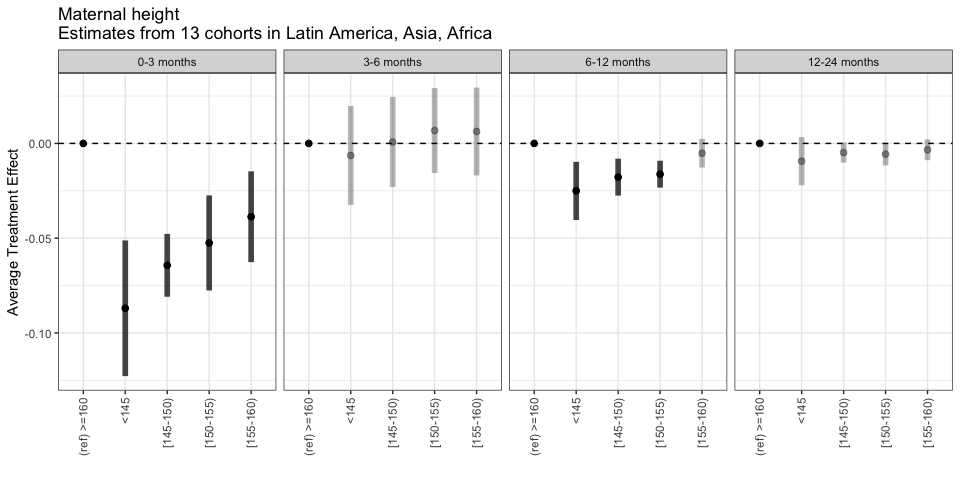 Maternal height
Estimates from 13 cohorts in Latin America, Asia, Africa
0-3 months
3-6 months
6-12 months
12-24 months
Average Treatment Effect
0.00
-0.05
-0.10
(ref) >=160
<145
[145-150)
[150-155)
[155-160)
(ref) >=160
<145
[145-150)
[150-155)
[155-160)
(ref) >=160
<145
[145-150)
[150-155)
[155-160)
(ref) >=160
<145
[145-150)
[150-155)
[155-160)